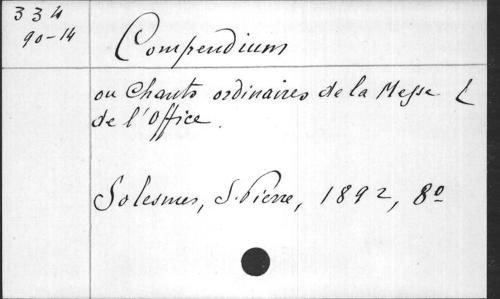 334
90-14
Compendium
ou Chants ordinaires de la Messe &
de l'Office.
Solesmes, S. Pierre, 1892, 8o